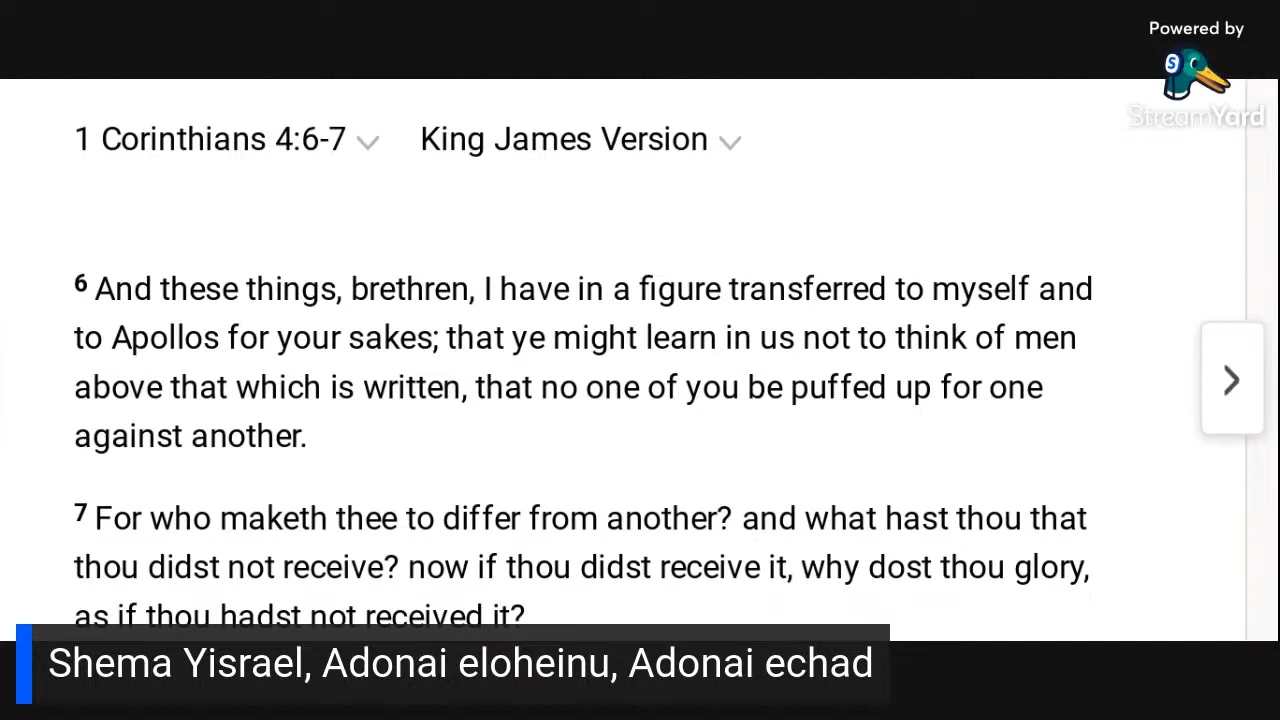 Powered by
S
StreamYard
1 Corinthians 4:6-7 King James Version
6 And these things, brethren, I have in a figure transferred to myself and
to Apollos for your sakes; that ye might learn in us not to think of men
above that which is written, that no one of you be puffed up for one
against another.
7 For who maketh thee to differ from another? and what hast thou that
thou didst not receive? now if thou didst receive it, why dost thou glory,
as if thou hadst not received it?
Shema Yisrael, Adonai eloheinu, Adonai echad